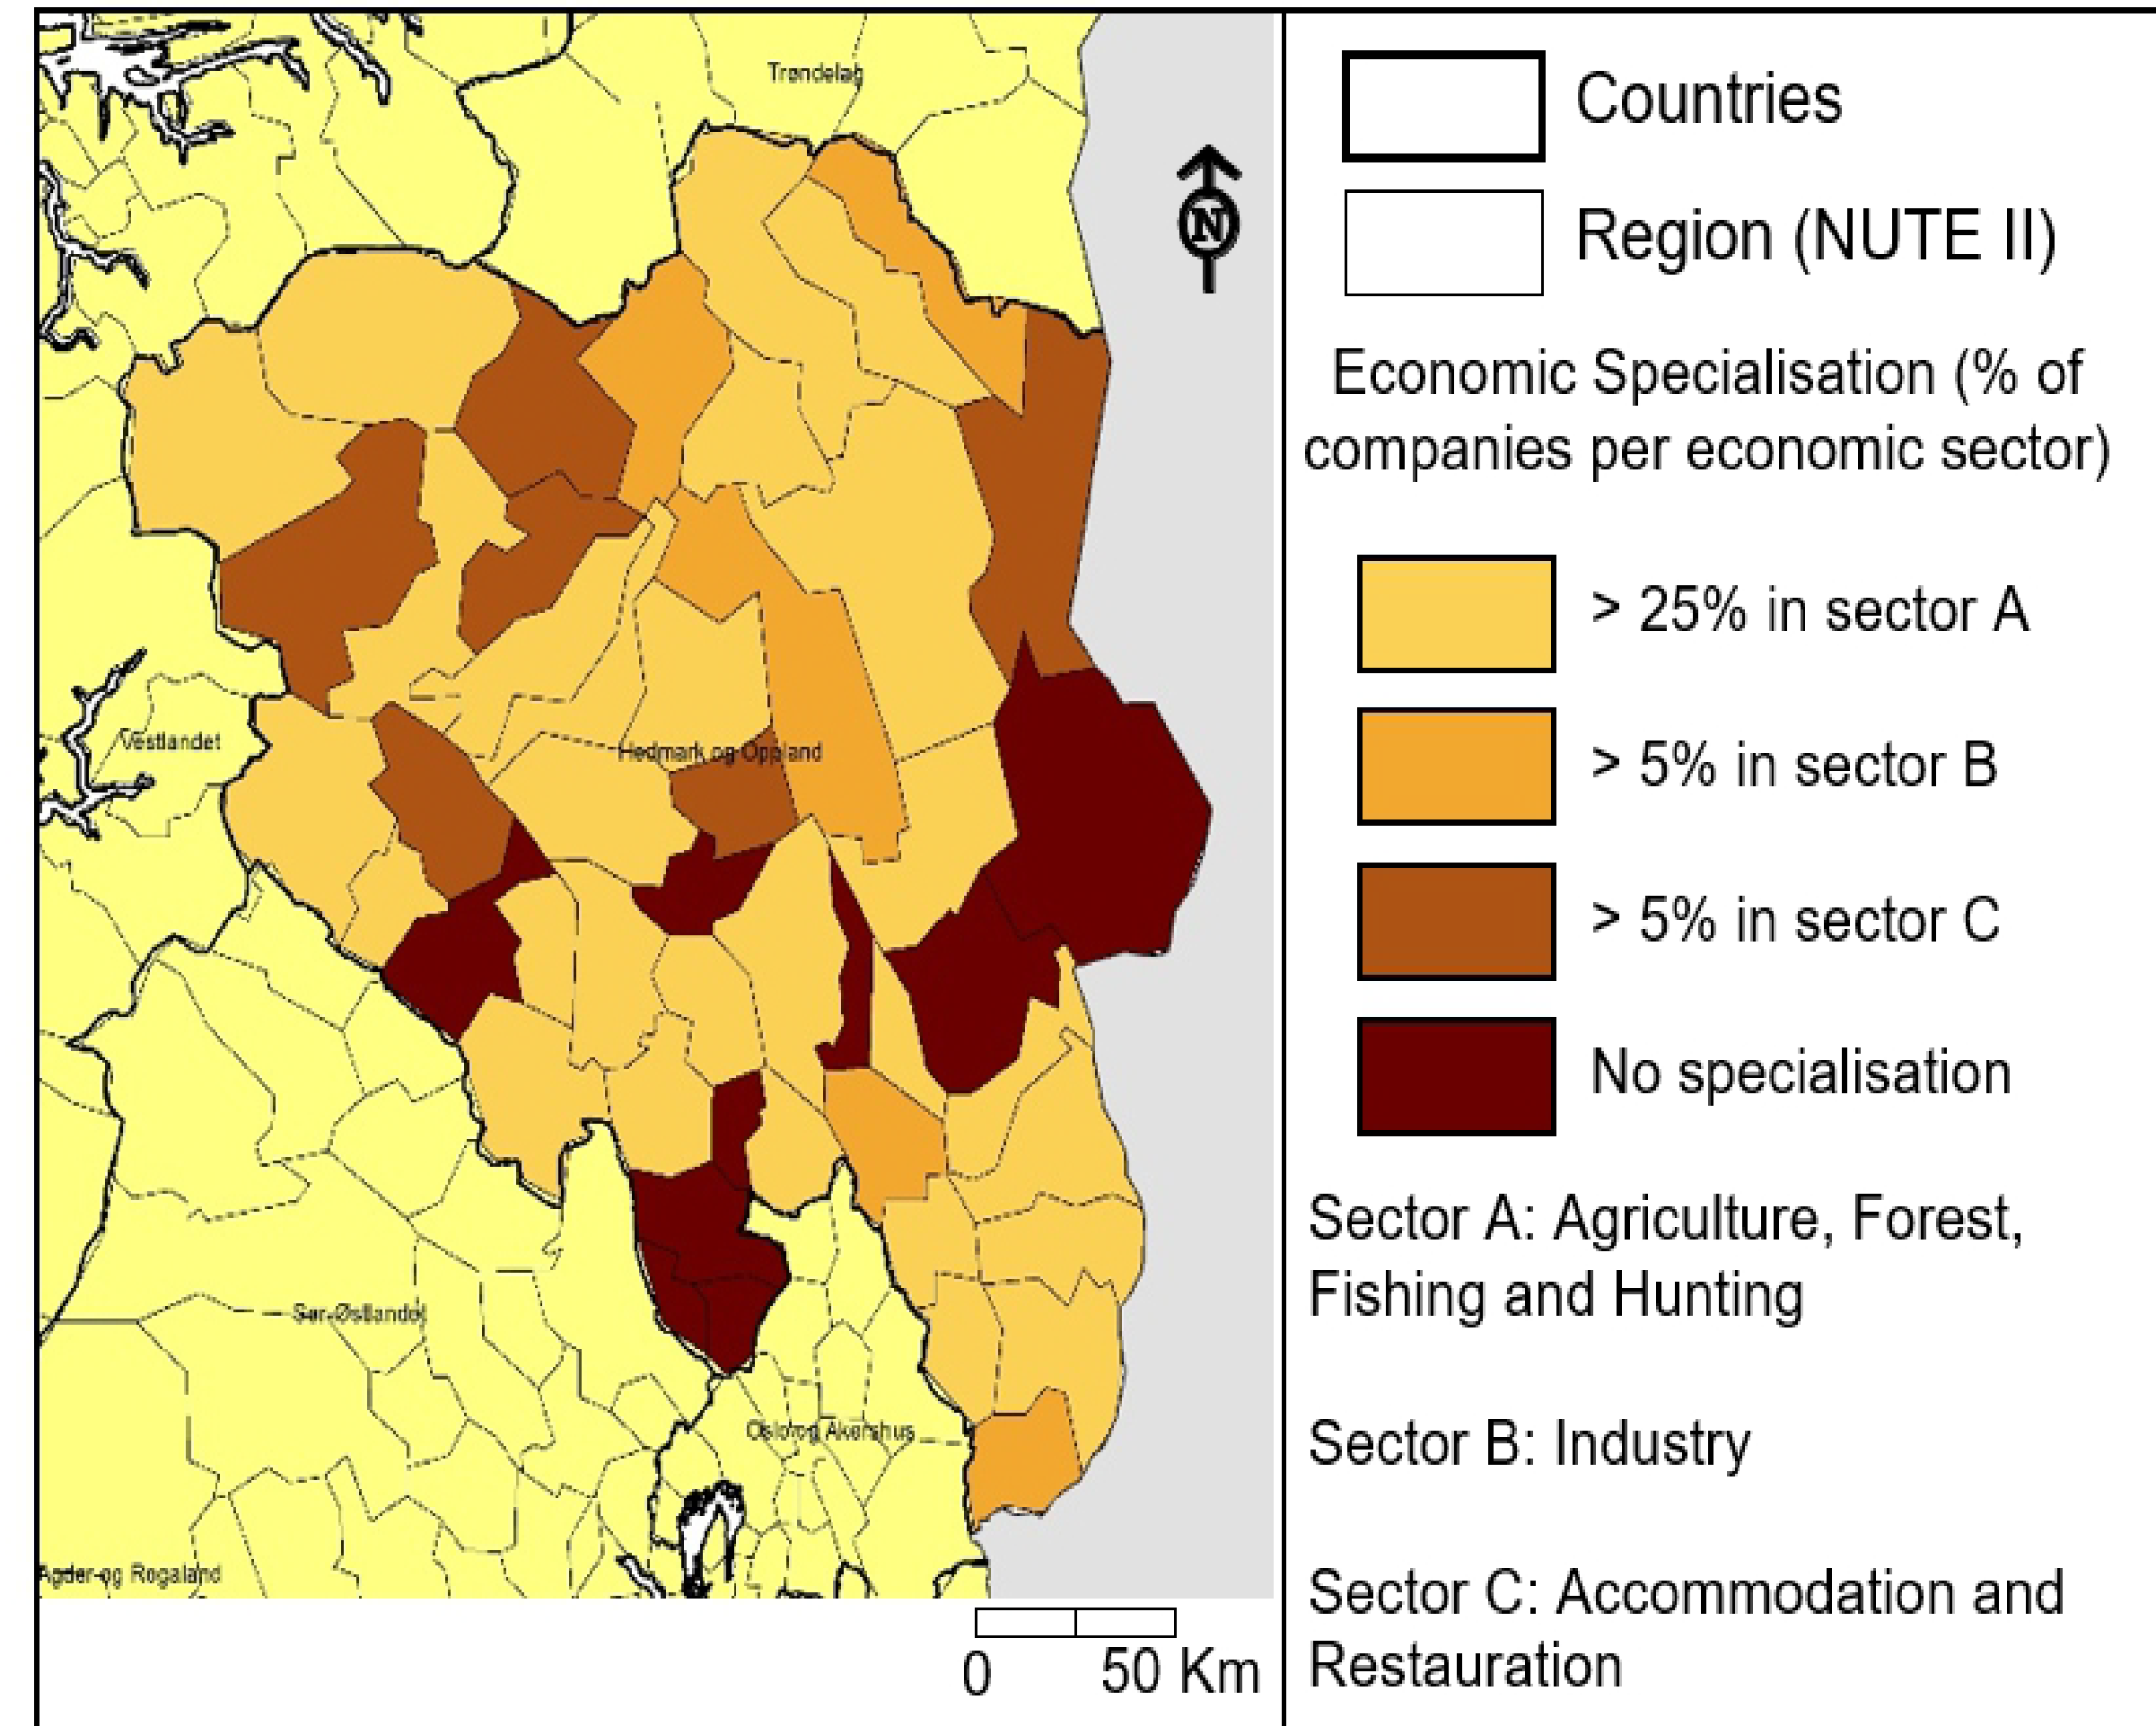 Trøndelag
N
Vestlandet
Hedmark og Oppland
Sør-Østlandet
Oslo og Akershus
Agder og Rogaland
0 50 Km
Countries
Region (NUTE II)
Economic Specialisation (% of
companies per economic sector)
> 25% in sector A
> 5% in sector B
> 5% in sector C
No specialisation
Sector A: Agriculture, Forest,
Fishing and Hunting
Sector B: Industry
Sector C: Accommodation and
Restauration